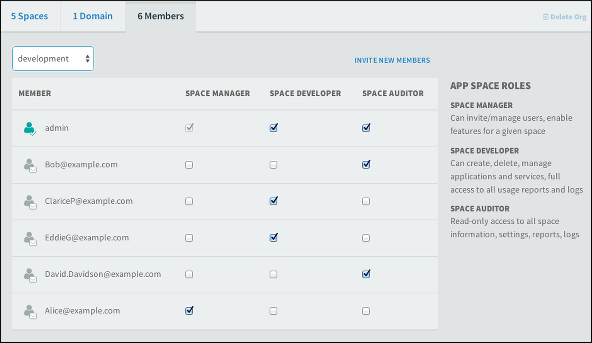 5 Spaces
1 Domain
6 Members
Delete Org
development
INVITE NEW MEMBERS
MEMBER SPACE MANAGER SPACE DEVELOPER SPACE AUDITOR
admin
Bob@example.com
ClariceP@example.com
EddieG@example.com
David.Davidson@example.com
Alice@example.com
APP SPACE ROLES
SPACE MANAGER
Can invite/manage users, enable
features for a given space
SPACE DEVELOPER
Can create, delete, manage
applications and services, full
access to all usage reports and logs
SPACE AUDITOR
Read-only access to all space
information, settings, reports, logs